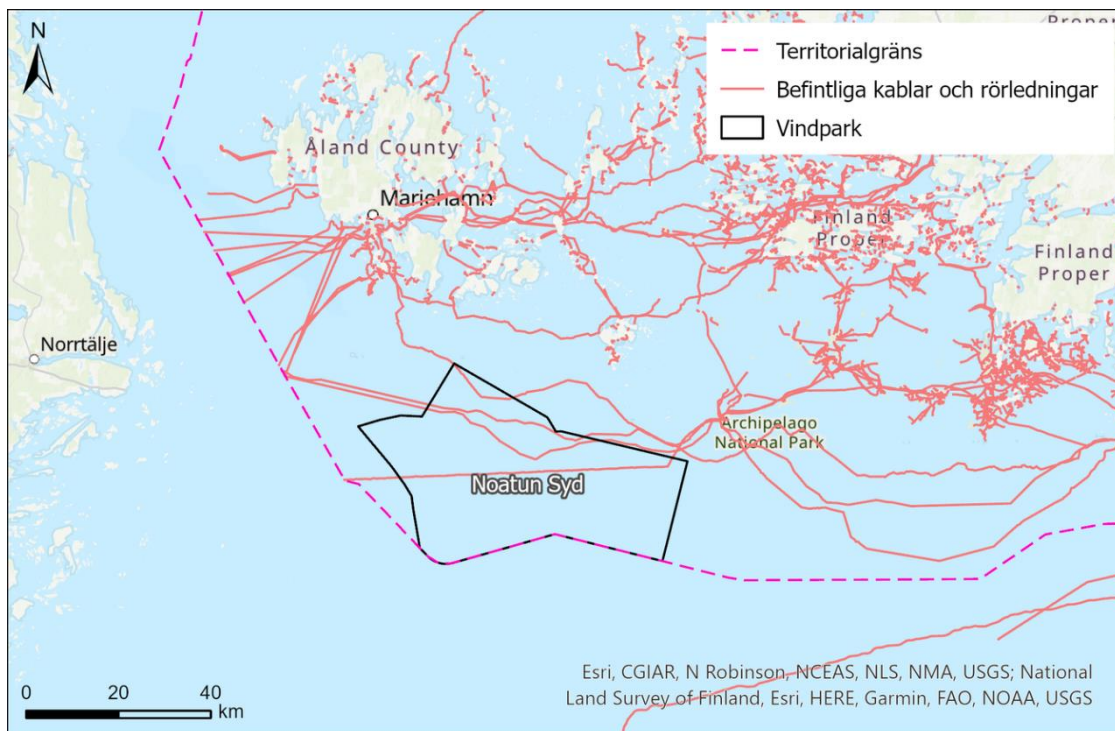 N
Proper
Territorialgräns
Befintliga kablar och rörledningar
Vindpark
Åland County
Mariehamn
Finland
Proper
Finland
Proper
Norrtälje
Archipelago
National Park
Noatun Syd
0 20 40
km
Esri, CGIAR, N Robinson, NCEAS, NLS, NMA, USGS; National
Land Survey of Finland, Esri, HERE, Garmin, FAO, NOAA, USGS